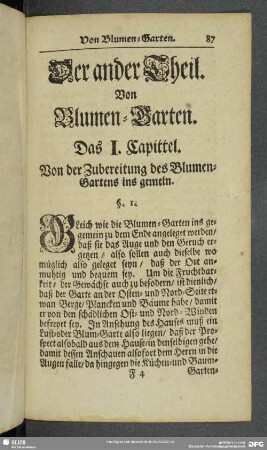 Von Blumen-Garten. 87
Der ander Theil.
Von
Blumen-Garten.
Das I. Capittel.
Von der Zubereitung des Blumen-
Gartens ins gemein.
§. 1.
GLeich wie die Blumen-Garten ins ge-
gemein zu dem Ende angeleget werden/
daß sie das Auge und den Geruch er-
getzen/ also sollen auch dieselbe wo
müglich also geleget seyn/ daß der Ort an-
muhtig und bequem sey. Um die Fruchtbar-
keit/ der Gewächse auch zu befodern/ ist dienlich/
daß der Garte an der Osten- und Nord-Seite et-
wan Berge/ Plancken und Bäume habe/ damit
er von den schädlichen Ost- und Nord-Winden
befreyet sey. In Ansehung des Hauses muß ein
Lust- oder Blum-Garte also liegen/ daß der Pro-
spect alsobald aus dem Hause in denselbigen gehe/
damit dessen Anschauen alsofort dem Herrn in die
Augen falle/ da hingegen die Küchen- und Baum-
F 4 Garten-
SLUB